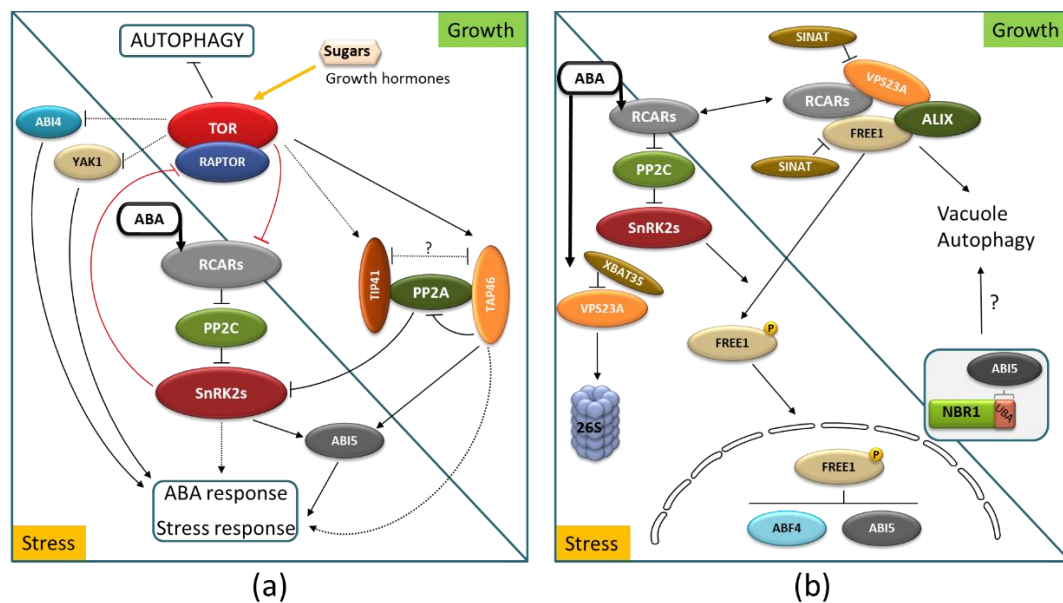 Growth
AUTOPHAGY
Sugars
Growth hormones
ABI4
TOR
YAK1
RAPTOR
ABA
RCARs
?
TIP41
PP2A
TAP46
PP2C
SnRK2s
ABI5
ABA response
Stress response
Stress
(a)
Growth
SINAT
ABA
VPS23A
RCARs
RCARs
ALIX
FREE1
SINAT
PP2C
SnRK2s
Vacuole
Autophagy
XBAT35
VPS23A
?
FREE1
P
ABI5
NBR1
UBA
26S
FREE1
P
ABF4
ABI5
Stress
(b)